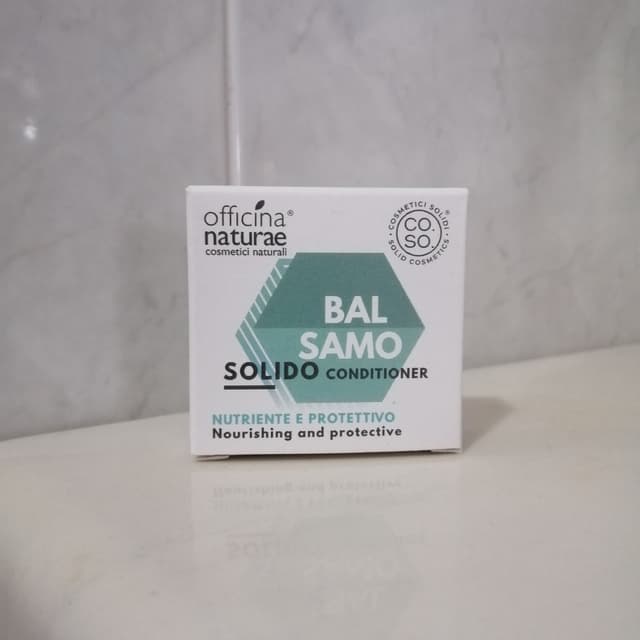 officina®
naturae
cosmetici naturali
COSMETICI SOLIDI®
CO.
SO.
SOLID COSMETICS
BAL
SAMO
SOLIDO CONDITIONER
NUTRIENTE E PROTETTIVO
Nourishing and protective